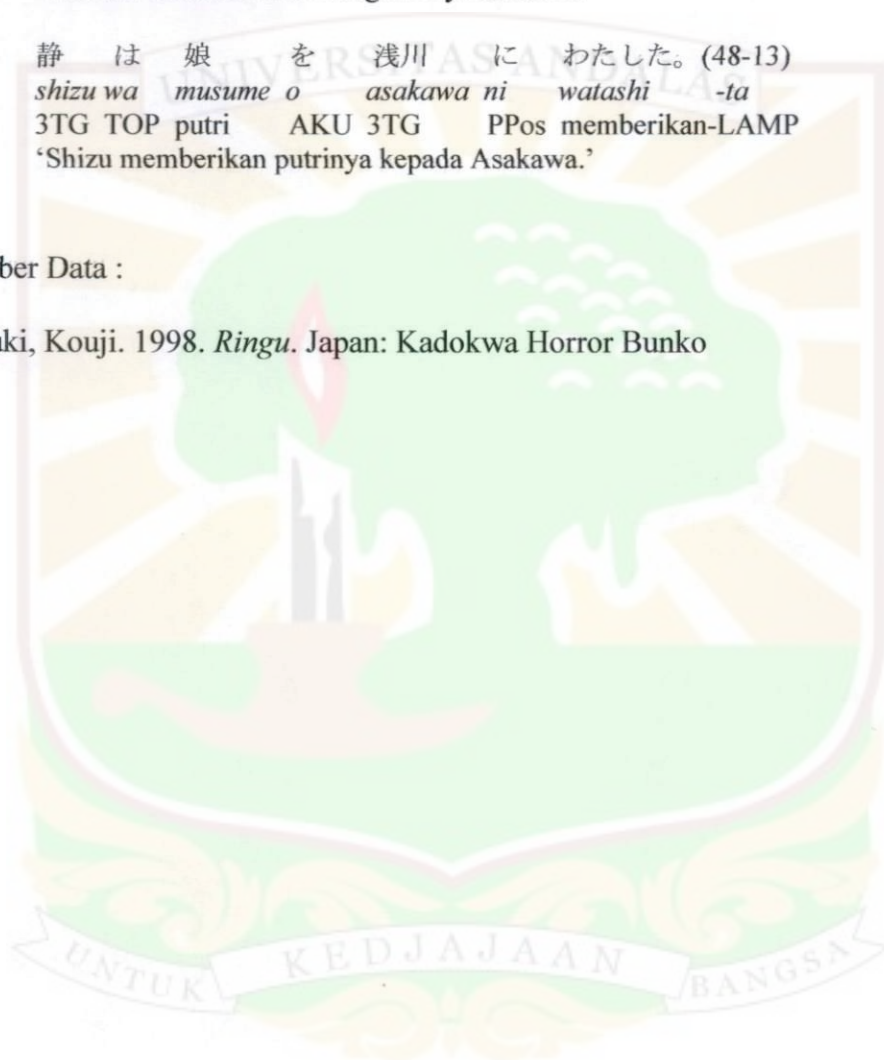 静 は 娘 を 浅川 に わたした。(48-13)
shizu wa musume o asakawa ni watashi -ta
3TG TOP putri AKU 3TG PPos memberikan-LAMP
‘Shizu memberikan putrinya kepada Asakawa.’
ber Data :
ki, Kouji. 1998. Ringu. Japan: Kadokwa Horror Bunko
UNIVERSITAS ANDALAS
UNTUK KEDJAJAAN BANGSA